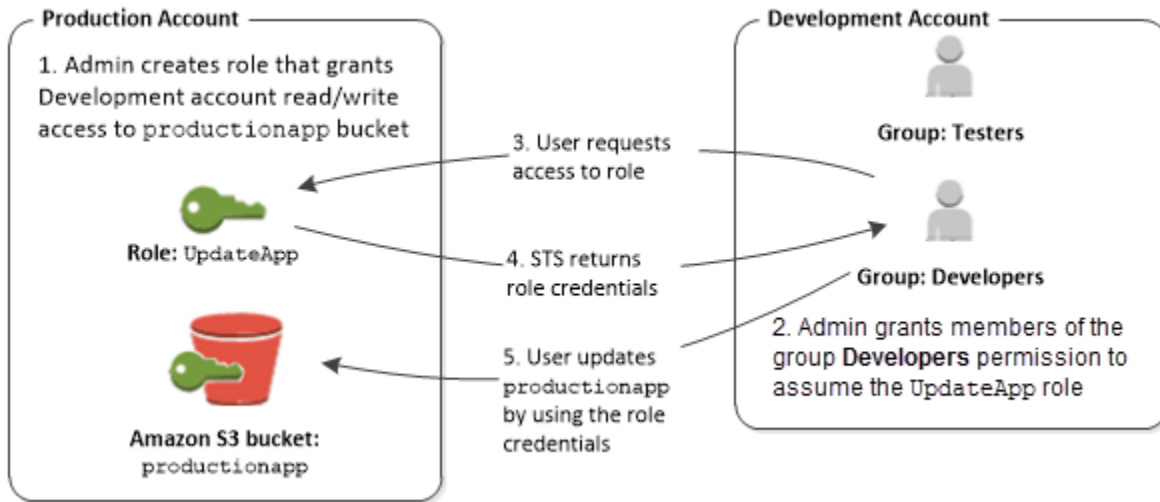 Production Account
1. Admin creates role that grants
Development account read/write
access to productionapp bucket
Role: UpdateApp
Amazon S3 bucket:
productionapp
3. User requests
access to role
4. STS returns
role credentials
5. User updates
productionapp
by using the role
credentials
Development Account
Group: Testers
Group: Developers
2. Admin grants members of the
group Developers permission to
assume the UpdateApp role